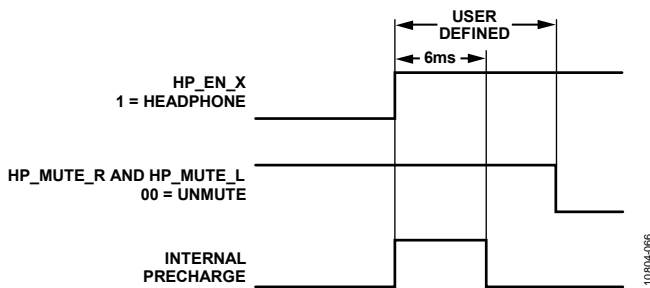 USER
DEFINED
6ms
HP_EN_X
1 = HEADPHONE
HP_MUTE_R AND HP_MUTE_L
00 = UNMUTE
INTERNAL
PRECHARGE
10804-066